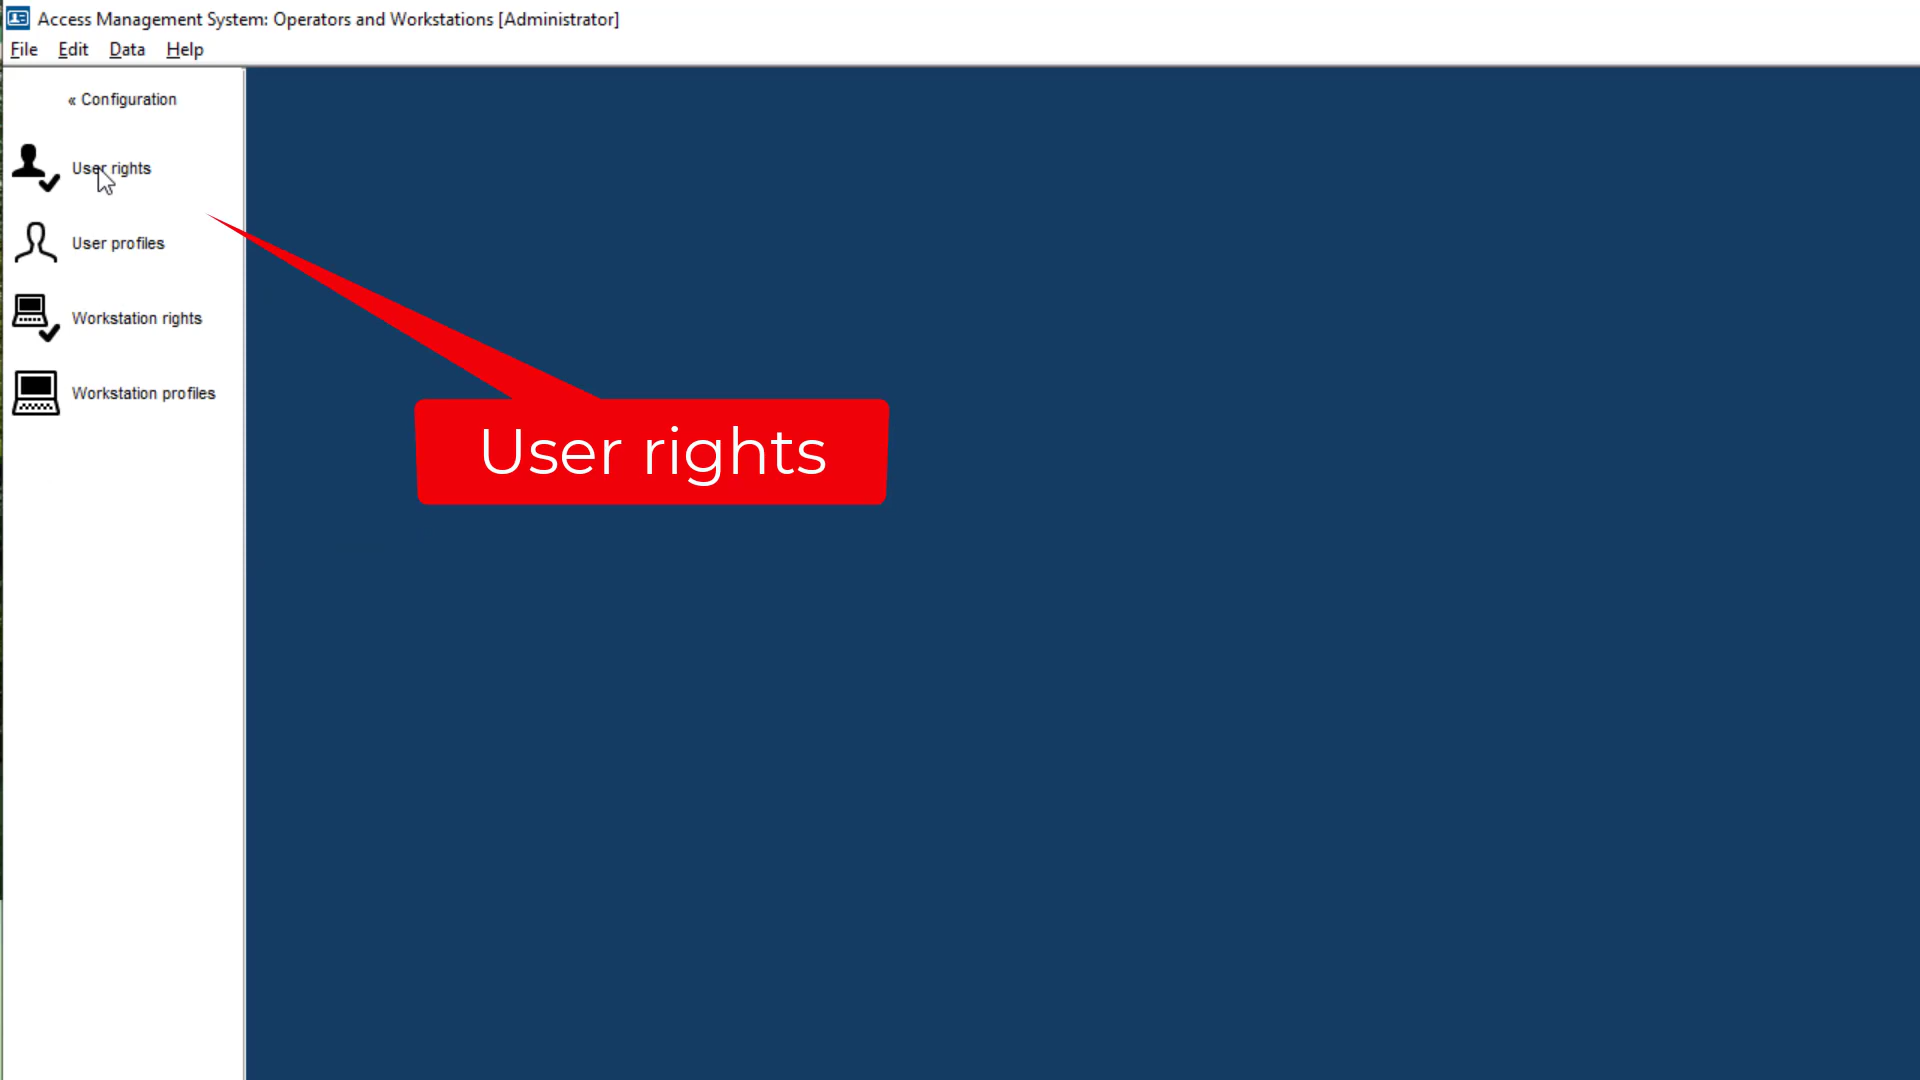 Access Management System: Operators and Workstations [Administrator]
File Edit Data Help
« Configuration
User rights
User profiles
Workstation rights
Workstation profiles
User rights